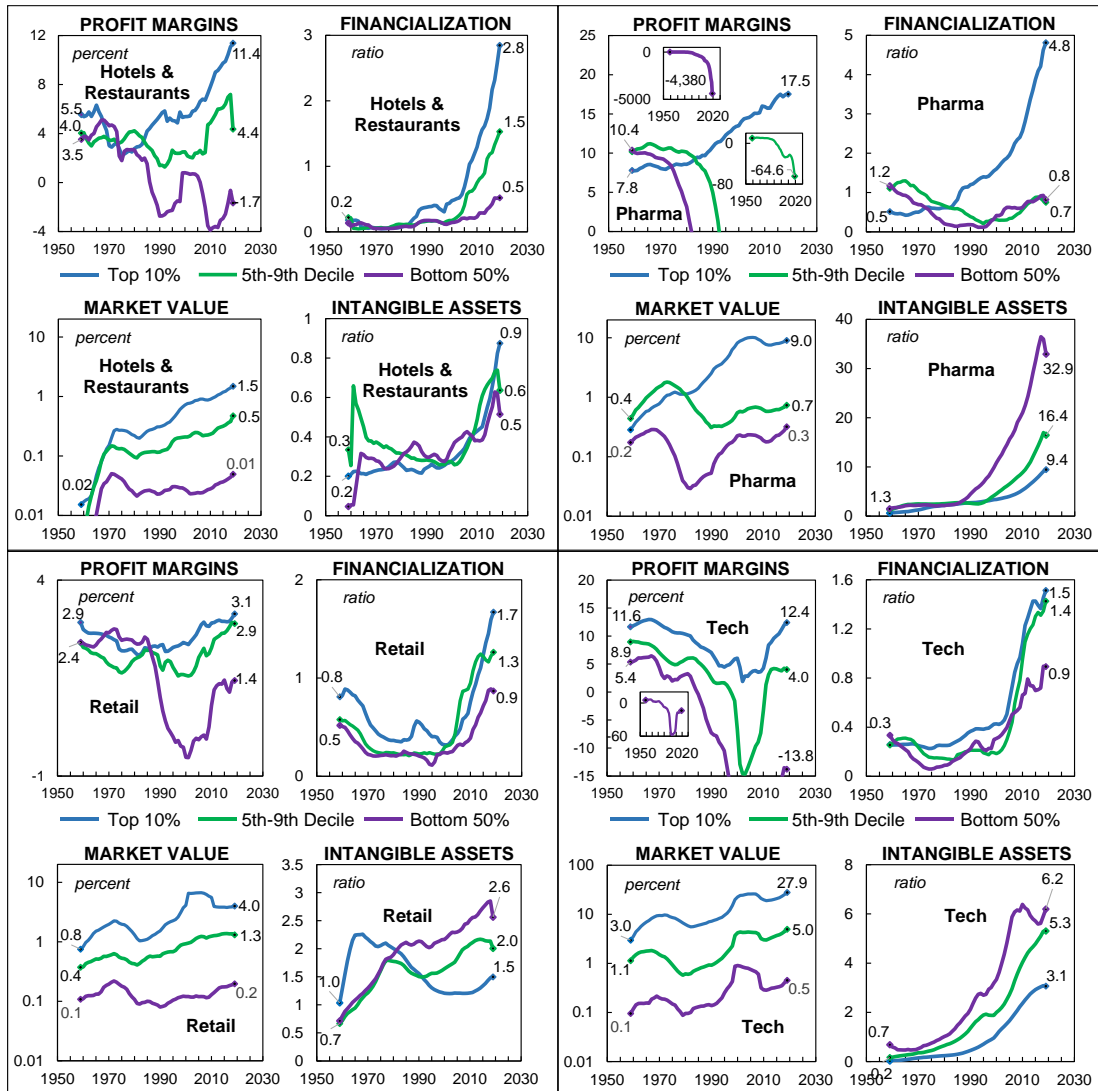 PROFIT MARGINS
percent
Hotels &
Restaurants
12
8
4
0
-4
5.5
4.0
3.5
11.4
4.4
-1.7
1950 1970 1990 2010 2030
FINANCIALIZATION
ratio
Hotels &
Restaurants
3
2
1
0
0.2
2.8
1.5
0.5
1950 1970 1990 2010 2030
Top 10% 5th-9th Decile Bottom 50%
MARKET VALUE
percent
Hotels &
Restaurants
10
1
0.1
0.01
0.02
1.5
0.5
0.01
1950 1970 1990 2010 2030
INTANGIBLE ASSETS
ratio
Hotels &
Restaurants
1
0.8
0.6
0.4
0.2
0
0.3
0.2
0.9
0.6
0.5
1950 1970 1990 2010 2030
PROFIT MARGINS
25
20
15
10
5
0
0
-4,380
-5000
1950 2020
17.5
10.4
7.8
0
-64.6
-80
1950 2020
Pharma
1950 1970 1990 2010 2030
FINANCIALIZATION
Pharma
5
4
3
2
1
0
1.2
0.5
4.8
0.8
0.7
1950 1970 1990 2010 2030
Top 10% 5th-9th Decile Bottom 50%
MARKET VALUE
percent
10
1
0.1
0.01
0.4
0.2
9.0
0.7
0.3
Pharma
1950 1970 1990 2010 2030
INTANGIBLE ASSETS
ratio
Pharma
40
30
20
10
0
1.3
32.9
16.4
9.4
1950 1970 1990 2010 2030
PROFIT MARGINS
percent
4
-1
2.9
2.4
3.1
2.9
1.4
Retail
1950 1970 1990 2010 2030
FINANCIALIZATION
ratio
Retail
2
1
0
0.8
0.5
1.7
1.3
0.9
1950 1970 1990 2010 2030
Top 10% 5th-9th Decile Bottom 50%
MARKET VALUE
percent
10
1
0.1
0.01
0.8
0.4
0.1
4.0
1.3
0.2
Retail
1950 1970 1990 2010 2030
INTANGIBLE ASSETS
ratio
Retail
3.5
3
2.5
2
1.5
1
0.5
0
1.0
0.7
2.6
2.0
1.5
1950 1970 1990 2010 2030
PROFIT MARGINS
percent
Tech
20
15
10
5
0
-5
-10
-15
11.6
8.9
5.4
12.4
4.0
-13.8
0
-60
1950 2020
1950 1970 1990 2010 2030
FINANCIALIZATION
ratio
Tech
1.6
1.2
0.8
0.4
0
0.3
1.5
1.4
0.9
1950 1970 1990 2010 2030
Top 10% 5th-9th Decile Bottom 50%
MARKET VALUE
percent
100
10
1
0.1
0.01
3.0
1.1
0.1
27.9
5.0
0.5
Tech
1950 1970 1990 2010 2030
INTANGIBLE ASSETS
ratio
Tech
8
6
4
2
0
0.7
0.2
6.2
5.3
3.1
1950 1970 1990 2010 2030